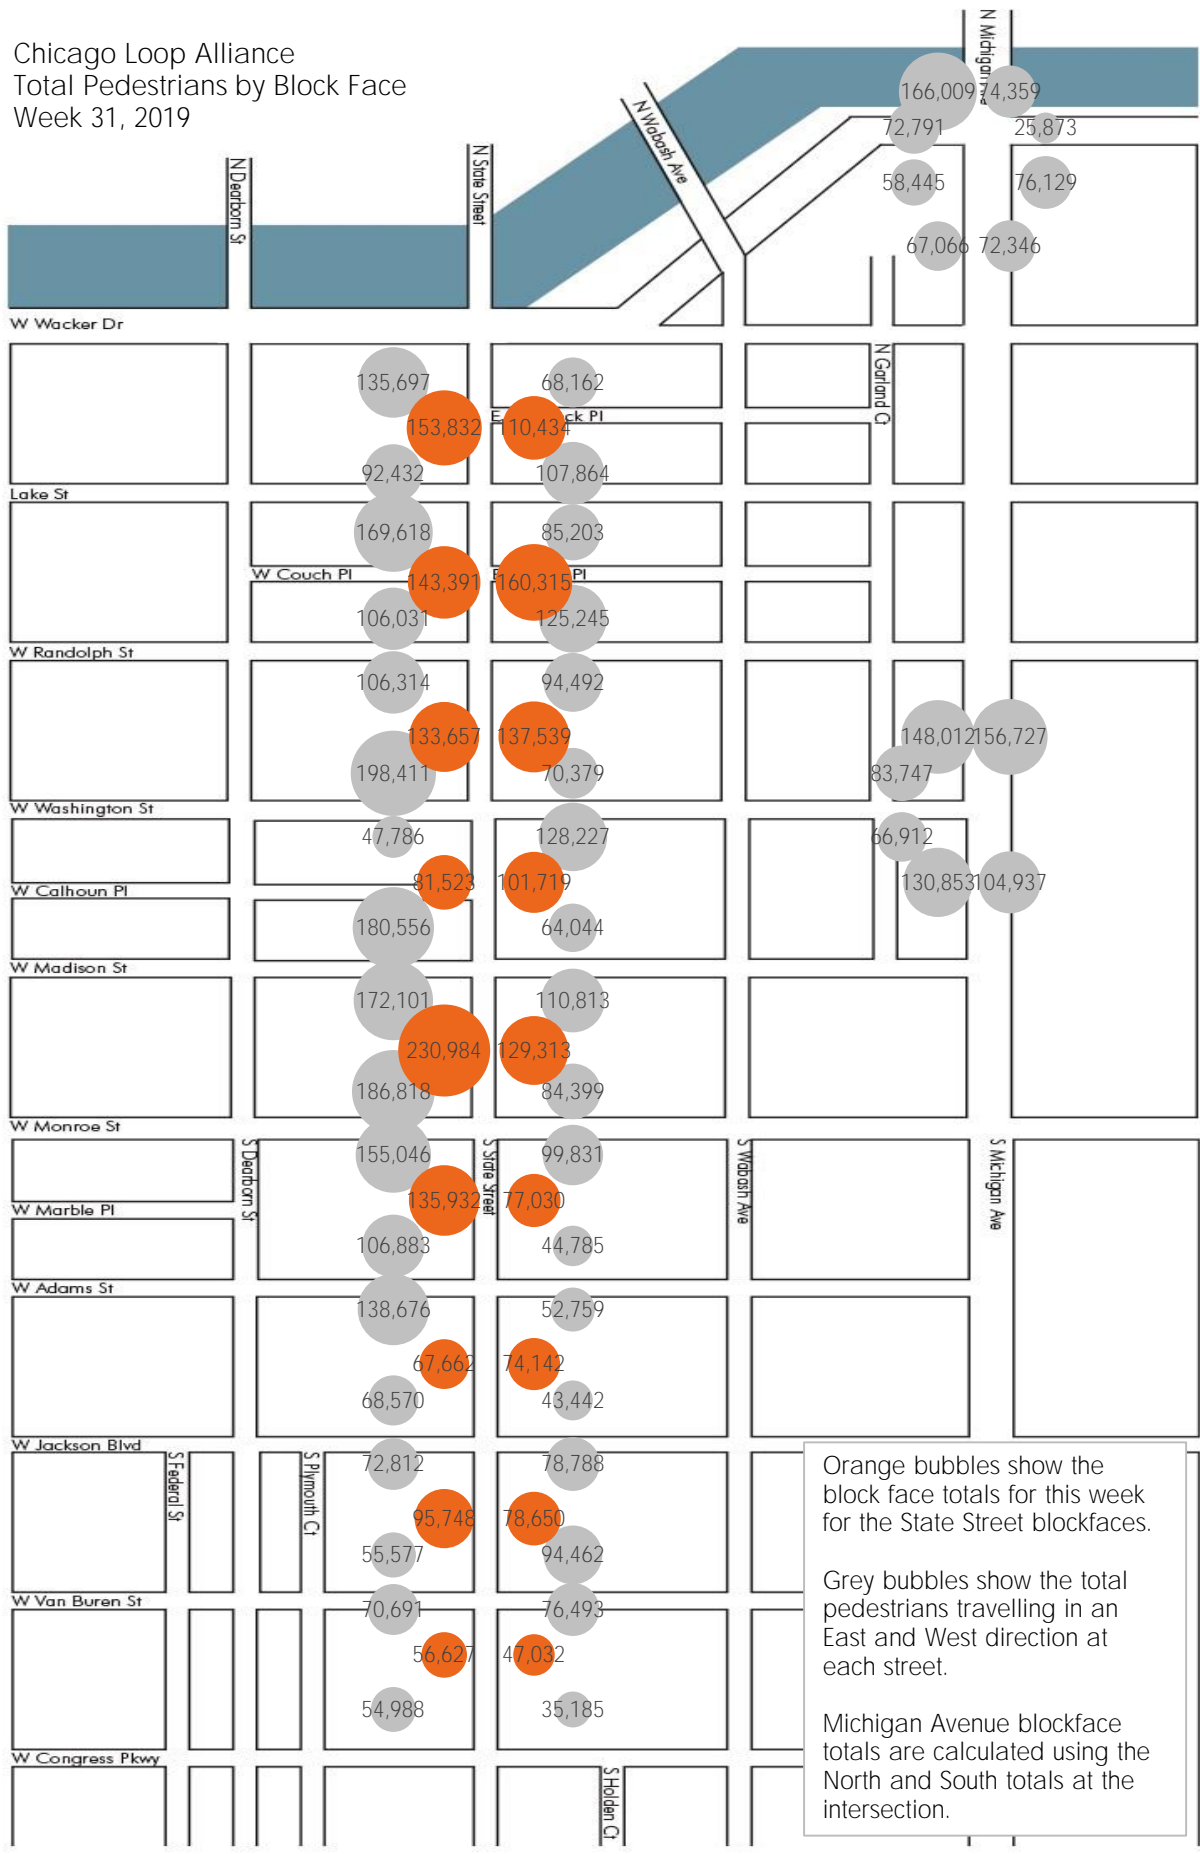 Chicago Loop Alliance
Total Pedestrians by Block Face
Week 31, 2019
N Michigan
166,009 74,359
72,791 25,873
N Wabash Ave
N Dearborn St
N State Street
58,445 76,129
67,066 72,346
W Wacker Dr
N Garland Ct
135,697 68,162
E ck Pl
153,832 110,434
92,432 107,864
Lake St
169,618 85,203
W Couch Pl Pl
143,391 160,315
106,031 125,245
W Randolph St
106,314 94,492
133,657 137,539 148,012 156,727
198,411 70,379 83,747
W Washington St
47,786 128,227 66,912
81,523 101,719 130,853 104,937
W Calhoun Pl
180,556 64,044
W Madison St
172,101 110,813
230,984 129,313
186,818 84,399
W Monroe St
S Dearborn St
S State Street
S Wabash Ave
S Michigan Ave
155,046 99,831
135,932 77,030
W Marble Pl
106,883 44,785
W Adams St
138,676 52,759
67,662 74,142
68,570 43,442
W Jackson Blvd
S Federal St
S Plymouth Ct
72,812 78,788
95,748 78,650
55,577 94,462
W Van Buren St
70,691 76,493
56,627 47,032
54,988 35,185
W Congress Pkwy
S Holden Ct
Orange bubbles show the
block face totals for this week
for the State Street blockfaces.
Grey bubbles show the total
pedestrians travelling in an
East and West direction at
each street.
Michigan Avenue blockface
totals are calculated using the
North and South totals at the
intersection.